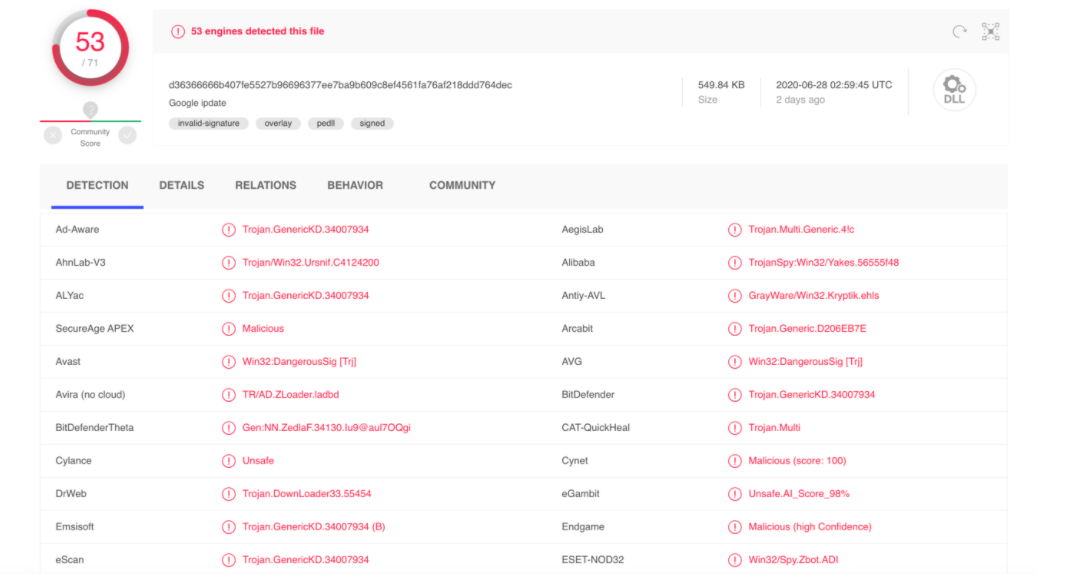 53
/ 71
Community
Score
53 engines detected this file
d36366666b407fe5527b96696377ee7ba9b609c8ef4561fa76af218ddd764dec
Google ipdate
invalid-signature overlay pedll signed
549.84 KB
Size
2020-06-28 02:59:45 UTC
2 days ago
DLL
DETECTION DETAILS RELATIONS BEHAVIOR COMMUNITY
Ad-Aware Trojan.GenericKD.34007934 AegisLab Trojan.Multi.Generic.4!c
AhnLab-V3 Trojan/Win32.Ursnif.C4124200 Alibaba TrojanSpy:Win32/Yakes.56555f48
ALYac Trojan.GenericKD.34007934 Antiy-AVL GrayWare/Win32.Kryptik.ehls
SecureAge APEX Malicious Arcabit Trojan.Generic.D206EB7E
Avast Win32:DangerousSig [Trj] AVG Win32:DangerousSig [Trj]
Avira (no cloud) TR/AD.ZLoader.ladbd BitDefender Trojan.GenericKD.34007934
BitDefenderTheta Gen:NN.ZedlaF.34130.Iu9@aul7OQgi CAT-QuickHeal Trojan.Multi
Cylance Unsafe Cynet Malicious (score: 100)
DrWeb Trojan.DownLoader33.55454 eGambit Unsafe.AI_Score_98%
Emsisoft Trojan.GenericKD.34007934 (B) Endgame Malicious (high Confidence)
eScan Trojan.GenericKD.34007934 ESET-NOD32 Win32/Spy.Zbot.ADI